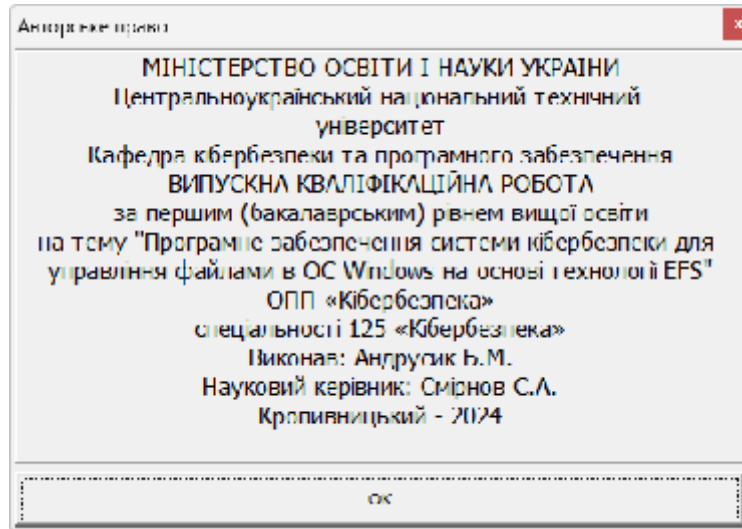 Авторське право
МІНІСТЕРСТВО ОСВІТИ І НАУКИ УКРАЇНИ
Центральноукраїнський національний технічний
університет
Кафедра кібербезпеки та програмного забезпечення
ВИПУСКНА КВАЛІФІКАЦІЙНА РОБОТА
за першим (бакалаврським) рівнем вищої освіти
на тему "Програмне забезпечення системи кібербезпеки для
управління файлами в ОС Windows на основі технології EFS"
ОПП «Кібербезпека»
спеціальності 125 «Кібербезпека»
Виконав: Андрусик Б.М.
Науковий керівник: Смірнов С.А.
Кропивницький - 2024
ОК